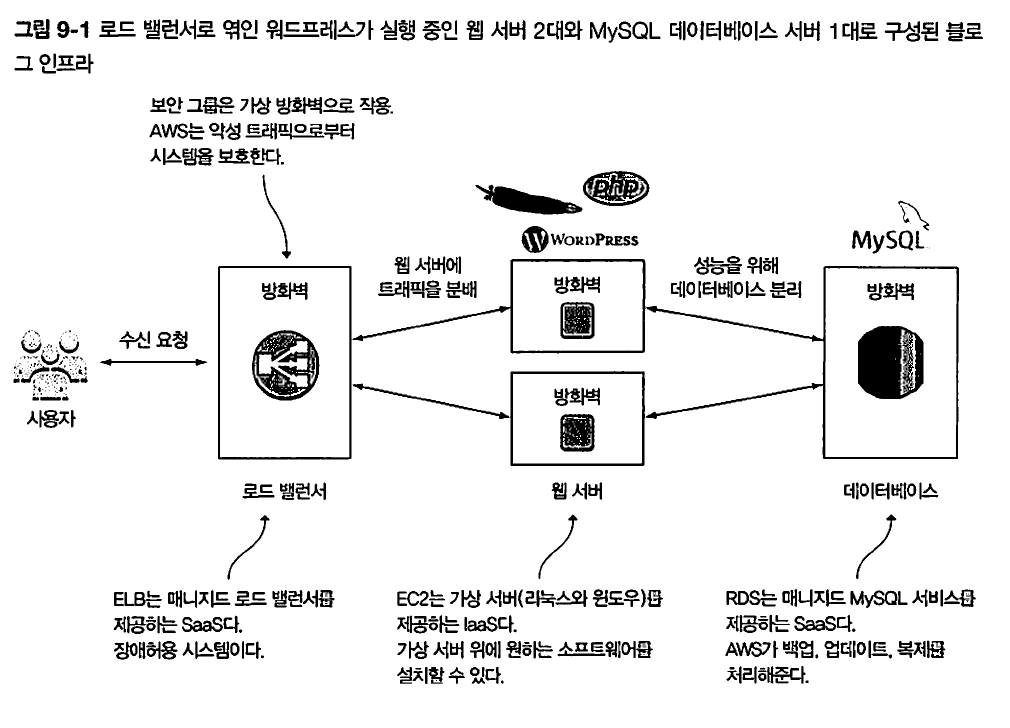 그림 9-1 로드 밸런서로 엮인 워드프레스가 실행 중인 웹 서버 2대와 MySQL 데이터베이스 서버 1대로 구성된 블로
그 인프라
보안 그룹은 가상 방화벽으로 작용.
AWS는 악성 트래픽으로부터
시스템을 보호한다.
php
WORDPRESS
MySQL
방화벽
웹 서버에
트래픽을 분배
방화벽
성능을 위해
데이터베이스 분리
방화벽
수신 요청
사용자
방화벽
로드 밸런서
웹 서버
데이터베이스
ELB는 매니지드 로드 밸런서를
제공하는 SaaS다.
장애허용 시스템이다.
EC2는 가상 서버(리눅스와 윈도우)를
제공하는 IaaS다.
가상 서버 위에 원하는 소프트웨어를
설치할 수 있다.
RDS는 매니지드 MySQL 서비스를
제공하는 SaaS다.
AWS가 백업, 업데이트, 복제를
처리해준다.